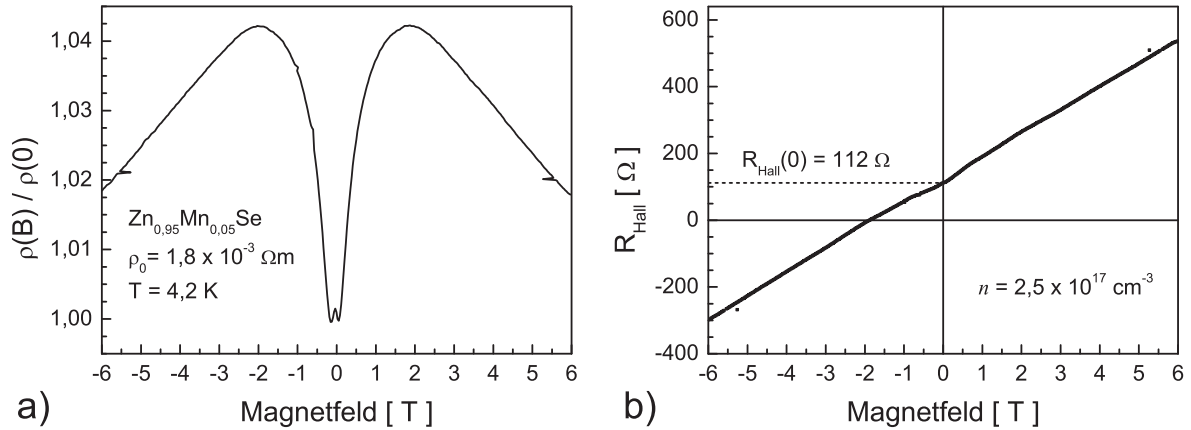 1,04
1,03
1,02
1,01
1,00
ρ(B) / ρ(0)
Zn0,95Mn0,05Se
ρ0= 1,8 x 10-3 Ωm
T = 4,2 K
-6 -5 -4 -3 -2 -1 0 1 2 3 4 5 6
Magnetfeld [ T ]
a)
600
400
200
0
-200
-400
RHall [ Ω ]
RHall(0) = 112 Ω
n = 2,5 x 1017 cm-3
-6 -5 -4 -3 -2 -1 0 1 2 3 4 5 6
Magnetfeld [ T ]
b)